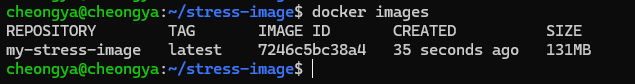 cheongya@cheongya:~/stress-image$ docker images
REPOSITORY TAG IMAGE ID CREATED SIZE
my-stress-image latest 7246c5bc38a4 35 seconds ago 131MB
cheongya@cheongya:~/stress-image$